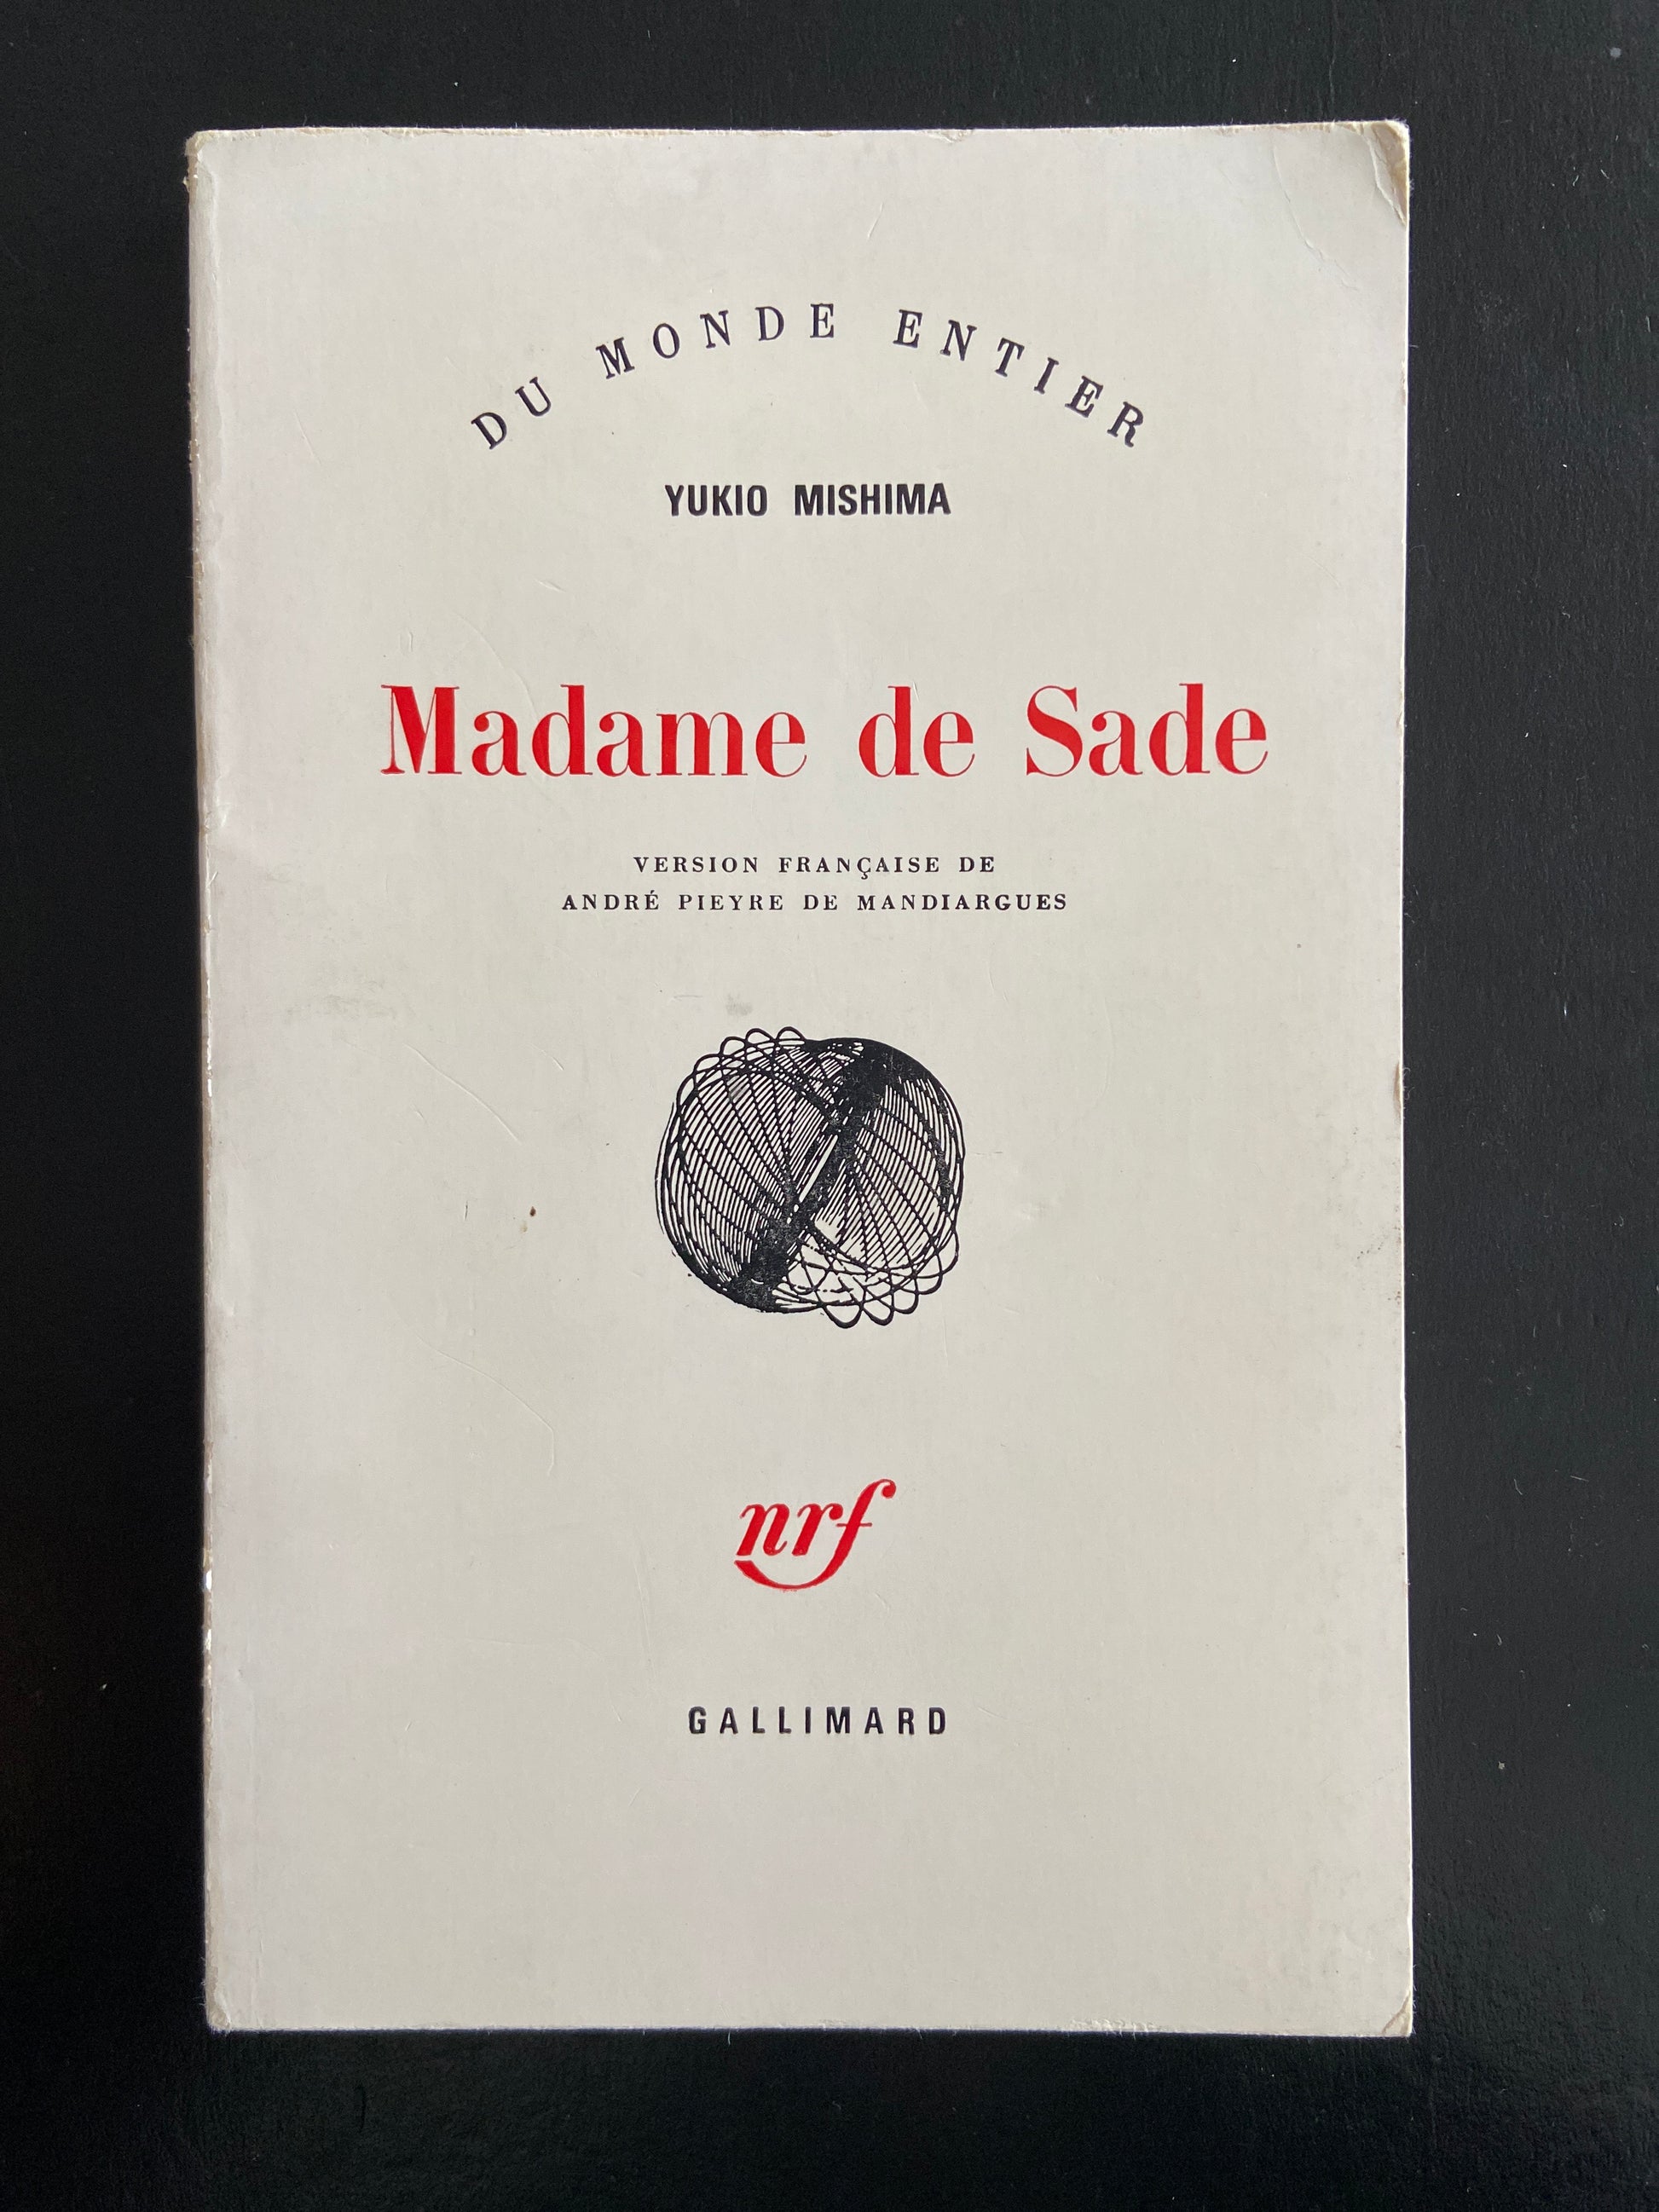 DU MONDE ENTIER
YUKIO MISHIMA
Madame de Sade
VERSION FRANÇAISE DE
ANDRÉ PIEYRE DE MANDIARGUES
nrf
GALLIMARD